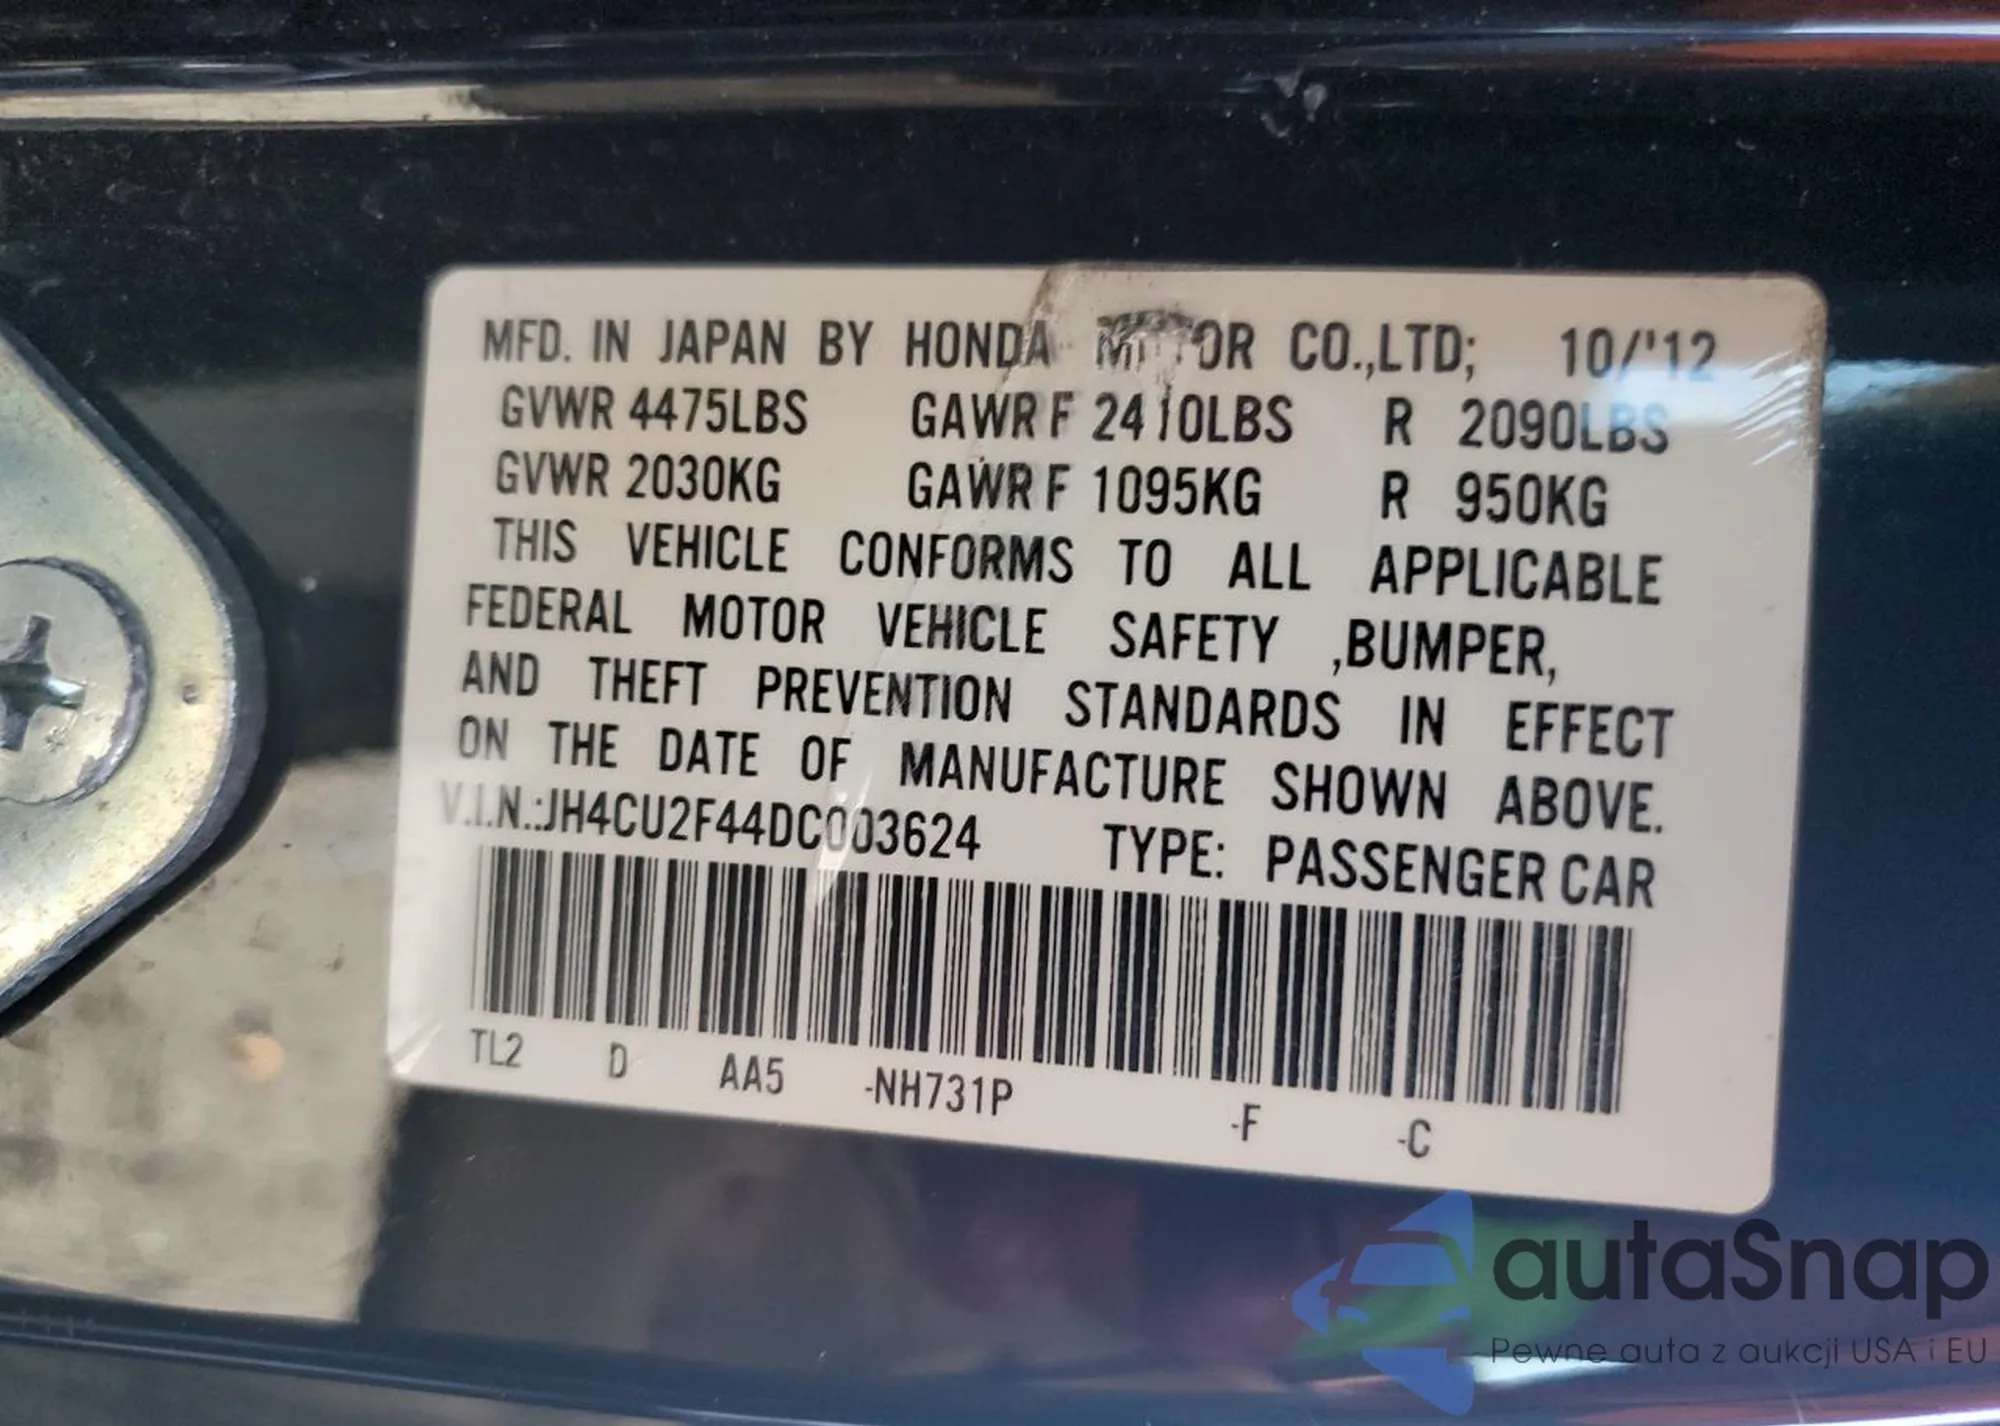 MFD. IN JAPAN BY HONDA MOTOR CO.,LTD; 10/'12
GVWR 4475LBS GAWR F 2410LBS R 2090LBS
GVWR 2030KG GAWR F 1095KG R 950KG
THIS VEHICLE CONFORMS TO ALL APPLICABLE
FEDERAL MOTOR VEHICLE SAFETY ,BUMPER,
AND THEFT PREVENTION STANDARDS IN EFFECT
ON THE DATE OF MANUFACTURE SHOWN ABOVE.
V.I.N.:JH4CU2F44DC003624 TYPE: PASSENGER CAR
TL2 D AA5 -NH731P -F -C
autaSnap
Pewne auta z aukcji USA i EU